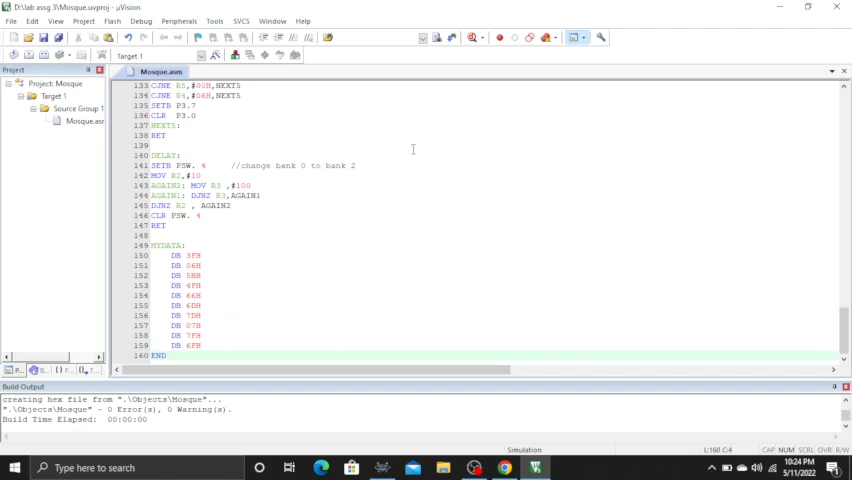 D:\lab assg 3\Mosque.uvproj - µVision
File Edit View Project Flash Debug Peripherals Tools SVCS Window Help
Target 1
Project
Mosque.asm
Project: Mosque
Target 1
Source Group 1
Mosque.asr
133 CJNE R5,#00H,NEXT5
134 CJNE R4,#06H,NEXT5
135 SETB P3.7
136 CLR P3.0
137 NEXT5:
138 RET
139
140 DELAY:
141 SETB PSW. 4 //change bank 0 to bank 2
142 MOV R2,#10
143 AGAIN2: MOV R3 ,#100
144 AGAIN1: DJNZ R3,AGAIN1
145 DJNZ R2 , AGAIN2
146 CLR PSW. 4
147 RET
148
149 MYDATA:
150 DB 3FH
151 DB 06H
152 DB 5BH
153 DB 4FH
154 DB 66H
155 DB 6DH
156 DB 7DH
157 DB 07H
158 DB 7FH
159 DB 6FH
160 END
P... B... {} F... 0→ T...
Build Output
creating hex file from ".\Objects\Mosque"...
".\Objects\Mosque" - 0 Error(s), 0 Warning(s).
Build Time Elapsed: 00:00:00
Simulation L:160 C:4 CAP NUM SCRL OVR R/W
Type here to search
10:24 PM
5/11/2022